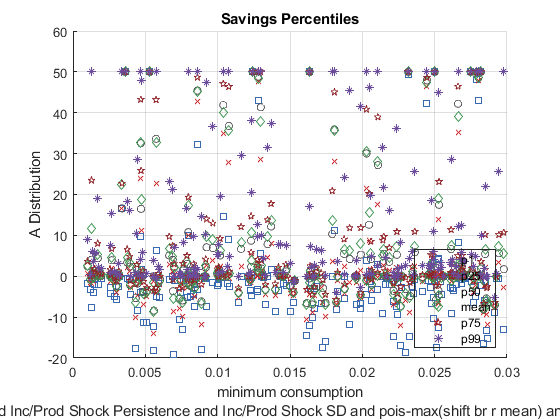 Savings Percentiles
60
50
40
30
20
10
0
-10
-20
A Distribution
0
0.005
0.01
0.015
0.02
0.025
0.03
minimum consumption
p1
p25
p50
mean
p75
p99
d Inc/Prod Shock Persistence and Inc/Prod Shock SD and pois-max(shift br r mean) an